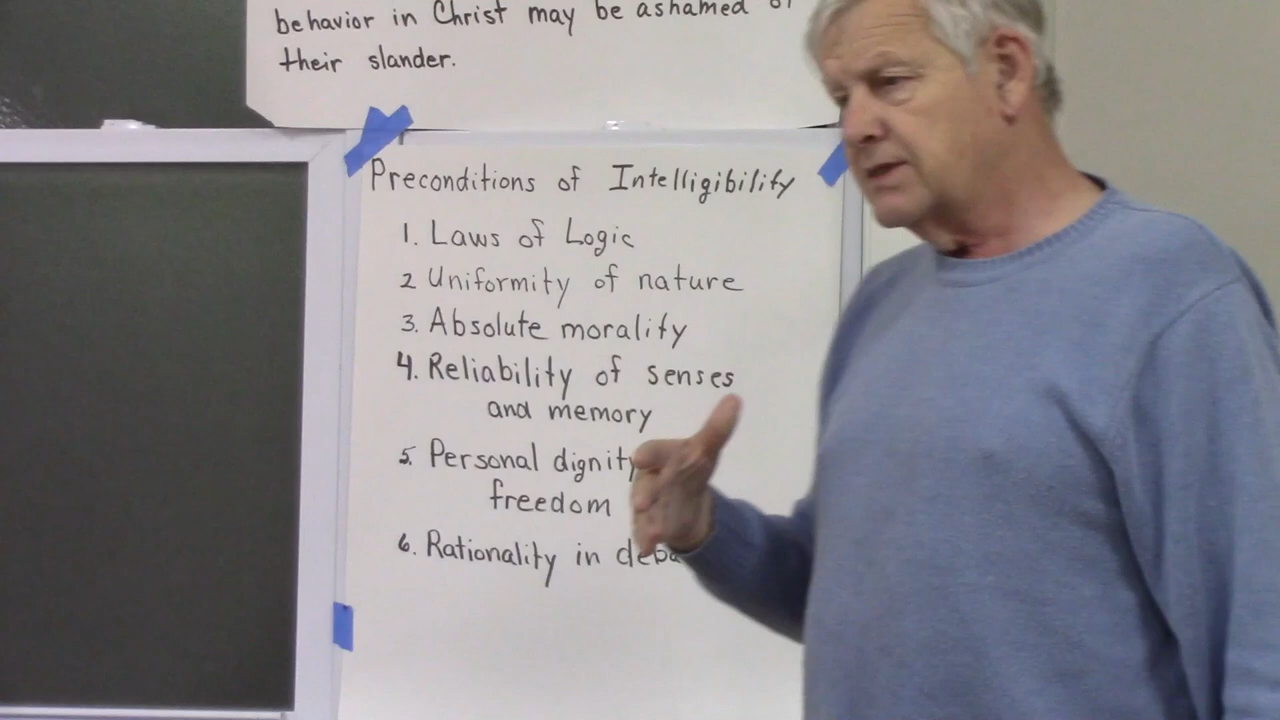 behavior in Christ may be ashamed of
their slander.
Preconditions of Intelligibility
1. Laws of Logic
2 Uniformity of nature
3. Absolute morality
4. Reliability of senses
and memory
5. Personal dignity
freedom
6. Rationality in